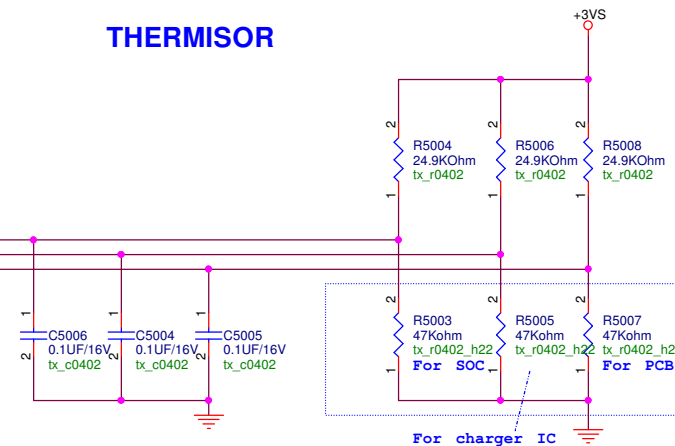 THERMISOR
+3VS
2
2
2
R5004
24.9KOhm
tx_r0402
R5006
24.9KOhm
tx_r0402
R5008
24.9KOhm
tx_r0402
1
1
1
1
1
1
C5006
0.1UF/16V
tx_c0402
C5004
0.1UF/16V
tx_c0402
C5005
0.1UF/16V
tx_c0402
2
2
2
2
2
2
R5003
47Kohm
tx_r0402_h22
For SOC
R5005
47Kohm
tx_r0402_h22
R5007
47Kohm
tx_r0402_h2
For PCB
1
1
1
For charger IC